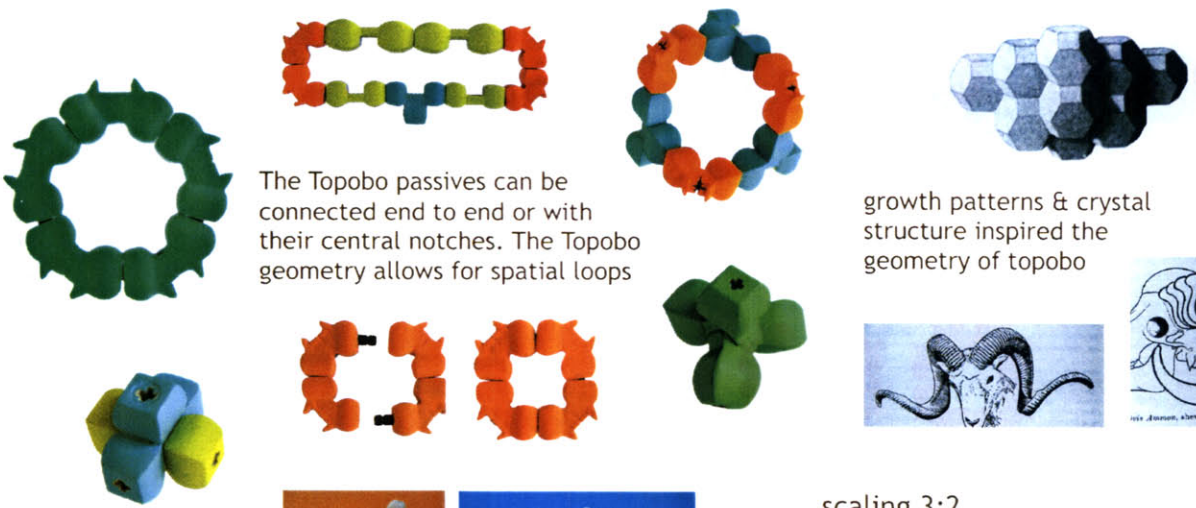 The Topobo passives can be
connected end to end or with
their central notches. The Topobo
geometry allows for spatial loops
growth patterns & crystal
structure inspired the
geometry of topobo
scaling 3:2